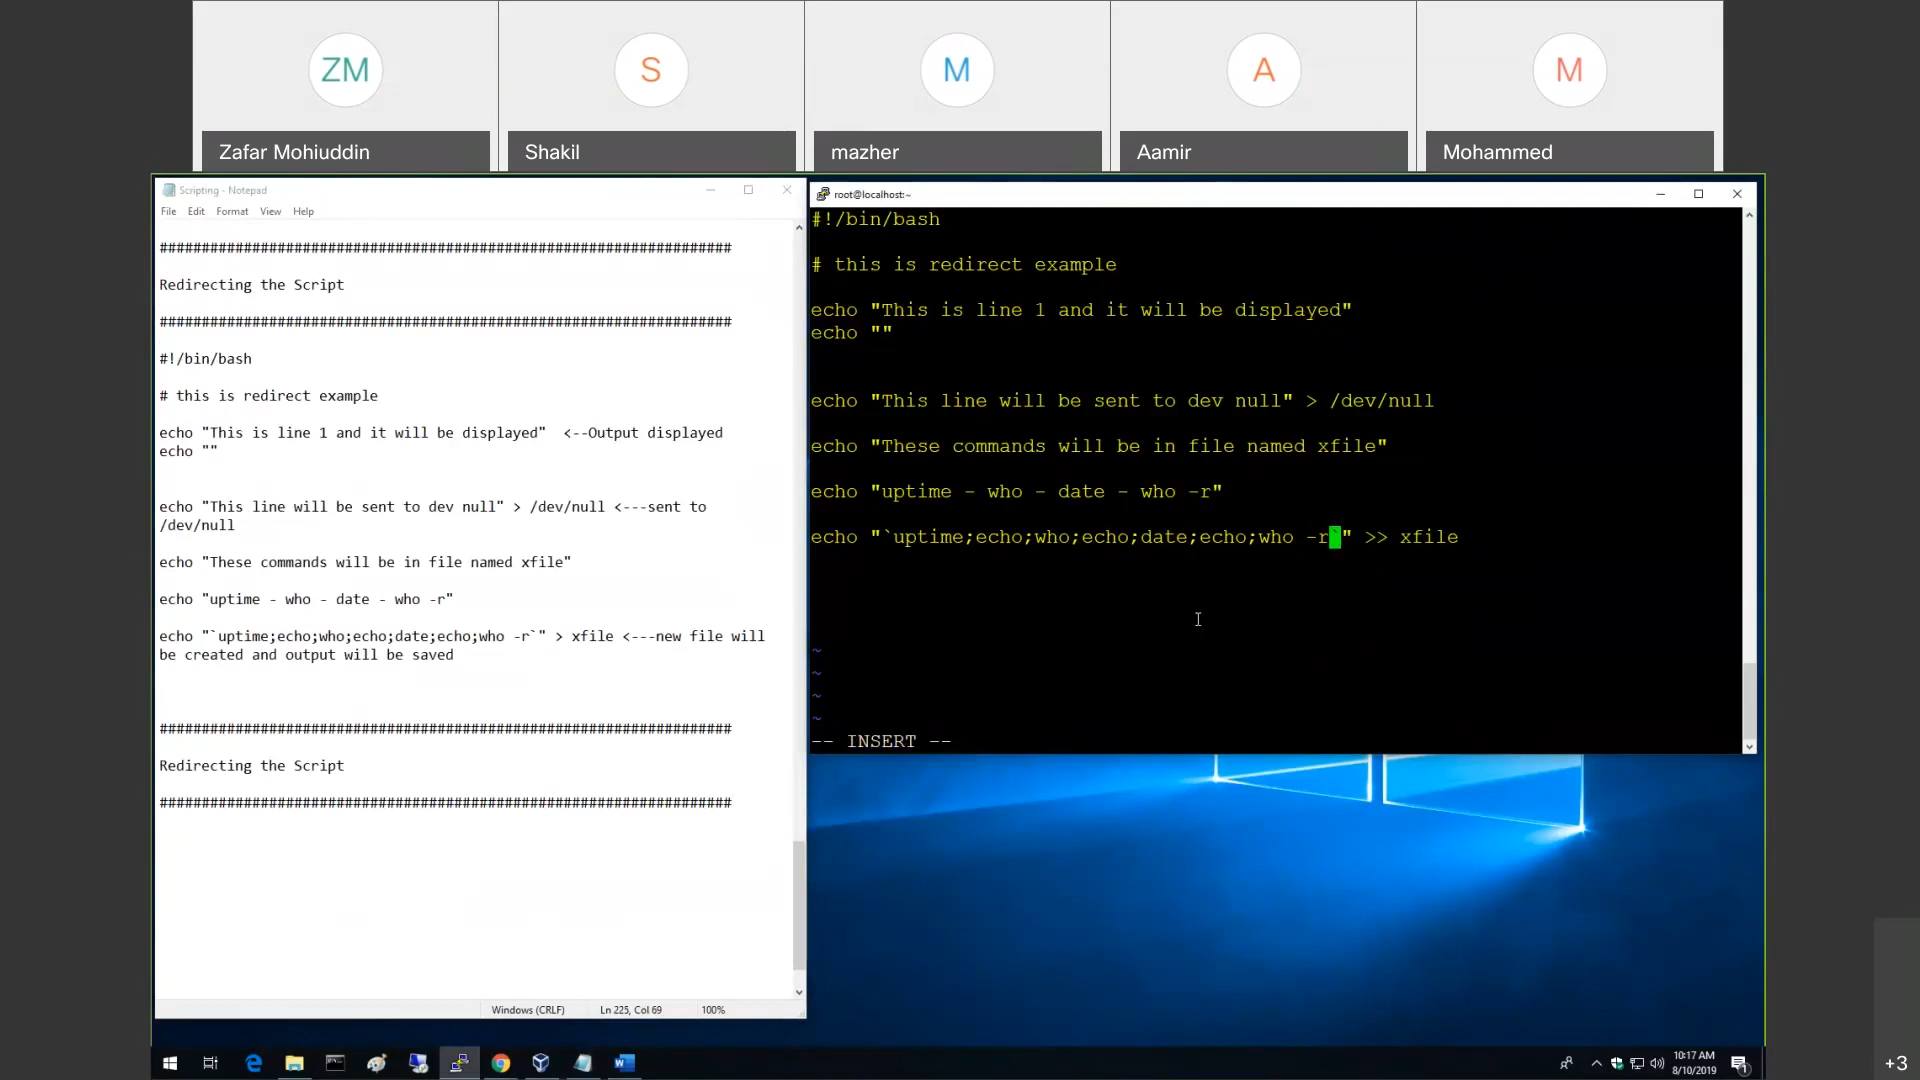 ZM
S
M
A
M
Zafar Mohiuddin
Shakil
mazher
Aamir
Mohammed
Scripting - Notepad
File Edit Format View Help
####################################################################
Redirecting the Script
####################################################################
#!/bin/bash
# this is redirect example
echo "This is line 1 and it will be displayed"  <--Output displayed
echo ""
echo "This line will be sent to dev null" > /dev/null <---sent to
/dev/null
echo "These commands will be in file named xfile"
echo "uptime - who - date - who -r"
echo "`uptime;echo;who;echo;date;echo;who -r`" > xfile <---new file will
be created and output will be saved
####################################################################
Redirecting the Script
####################################################################
Windows (CRLF) Ln 225, Col 69 100%
root@localhost:~
#!/bin/bash
# this is redirect example
echo "This is line 1 and it will be displayed"
echo ""
echo "This line will be sent to dev null" > /dev/null
echo "These commands will be in file named xfile"
echo "uptime - who - date - who -r"
echo "`uptime;echo;who;echo;date;echo;who -r`" >> xfile
~
~
~
~
-- INSERT --
10:17 AM
8/10/2019
1
+3